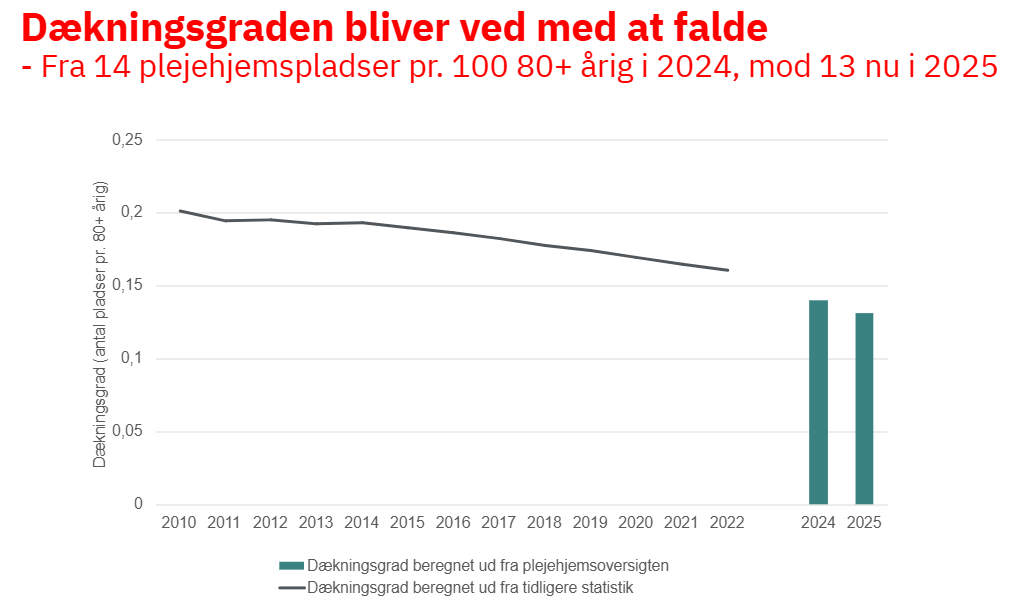 Dækningsgraden bliver ved med at falde
- Fra 14 plejehjemspladser pr. 100 80+ årig i 2024, mod 13 nu i 2025
Dækningsgrad (antal pladser pr. 80+ årig)
0,25
0,2
0,15
0,1
0,05
0
2010 2011 2012 2013 2014 2015 2016 2017 2018 2019 2020 2021 2022 2024 2025
Dækningsgrad beregnet ud fra plejehjemsoversigten
Dækningsgrad beregnet ud fra tidligere statistik